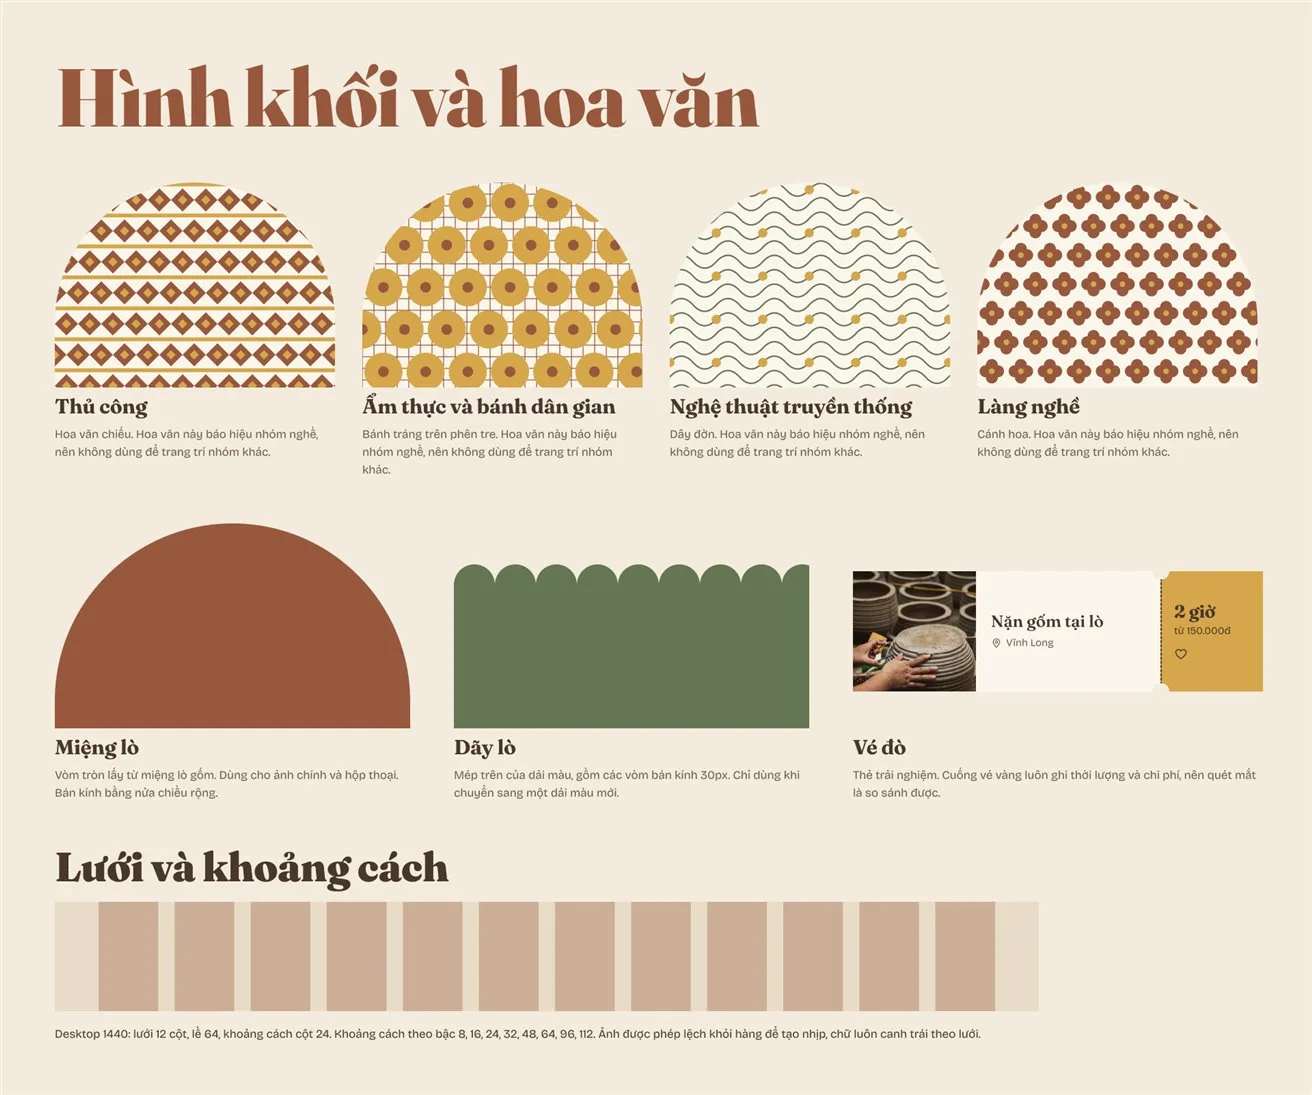 Hình khối và hoa văn
Thủ công
Hoa văn chiếu. Hoa văn này báo hiệu nhóm nghề,
nên không dùng để trang trí nhóm khác.
Ẩm thực và bánh dân gian
Bánh tráng trên phên tre. Hoa văn này báo hiệu
nhóm nghề, nên không dùng để trang trí nhóm
khác.
Nghệ thuật truyền thống
Dây đờn. Hoa văn này báo hiệu nhóm nghề, nên
không dùng để trang trí nhóm khác.
Làng nghề
Cánh hoa. Hoa văn này báo hiệu nhóm nghề, nên
không dùng để trang trí nhóm khác.
Miệng lò
Vòm tròn lấy từ miệng lò gốm. Dùng cho ảnh chính và hộp thoại.
Bán kính bằng nửa chiều rộng.
Dãy lò
Mép trên của dải màu, gồm các vòm bán kính 30px. Chỉ dùng khi
chuyển sang một dải màu mới.
Nặn gốm tại lò
Vĩnh Long
2 giờ
từ 150.000đ
Vé đò
Thẻ trải nghiệm. Cuống vé vàng luôn ghi thời lượng và chi phí, nên quét mắt
là so sánh được.
Lưới và khoảng cách
Desktop 1440: lưới 12 cột, lề 64, khoảng cách cột 24. Khoảng cách theo bậc 8, 16, 24, 32, 48, 64, 96, 112. Ảnh được phép lệch khỏi hàng để tạo nhịp, chữ luôn canh trái theo lưới.